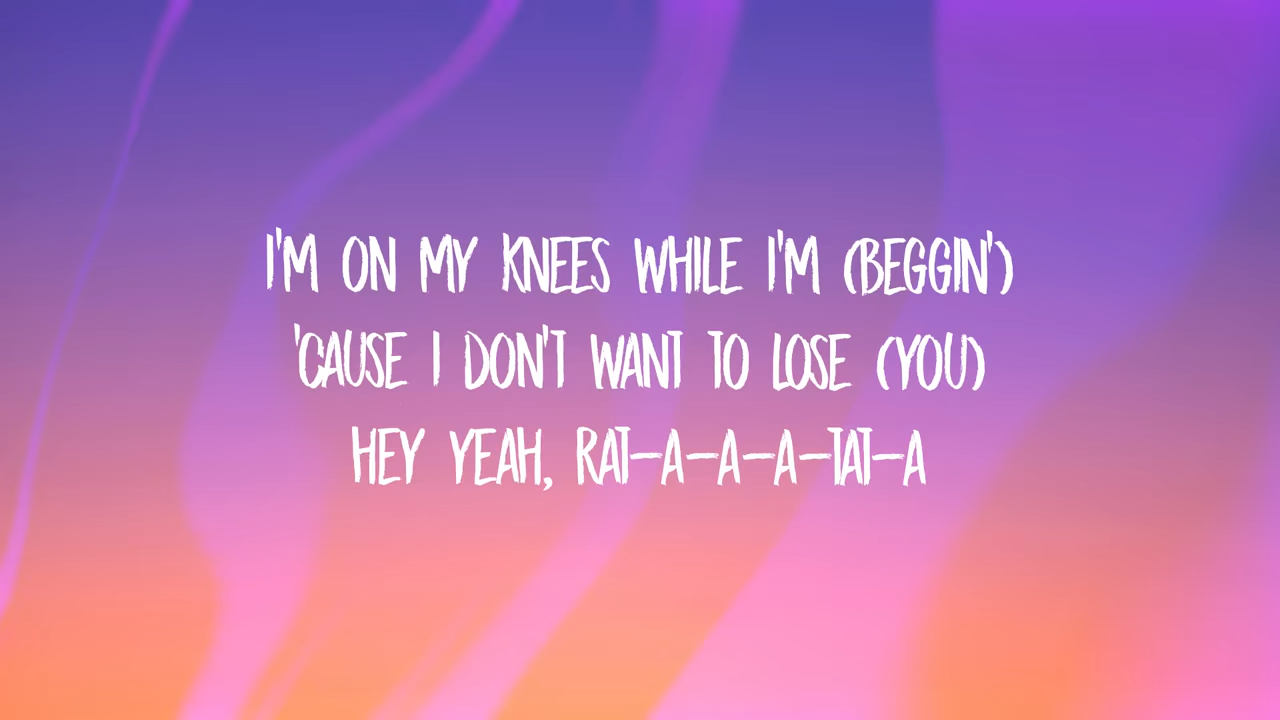 I'M ON MY KNEES WHILE I'M (BEGGIN')
'CAUSE I DON'T WANT TO LOSE (YOU)
HEY YEAH, RAT-A-A-A-TAT-A